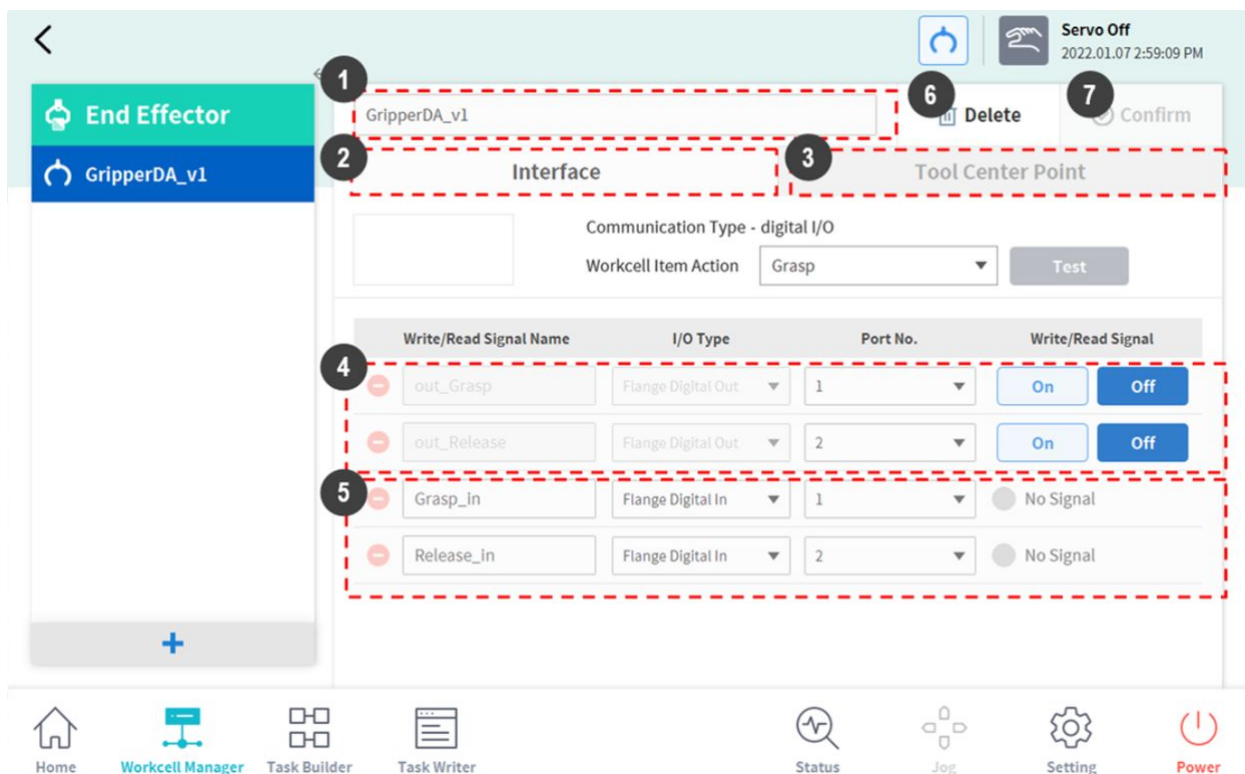 Servo Off
2022.01.07 2:59:09 PM
End Effector
GripperDA_v1
1
GripperDA_v1
6
Delete
7
Confirm
2
Interface
3
Tool Center Point
Communication Type - digital I/O
Workcell Item Action
Grasp
Test
Write/Read Signal Name
I/O Type
Port No.
Write/Read Signal
4
out_Grasp
Flange Digital Out
1
On
Off
out_Release
Flange Digital Out
2
On
Off
5
Grasp_in
Flange Digital In
1
No Signal
Release_in
Flange Digital In
2
No Signal
+
Home
Workcell Manager
Task Builder
Task Writer
Status
Jog
Setting
Power